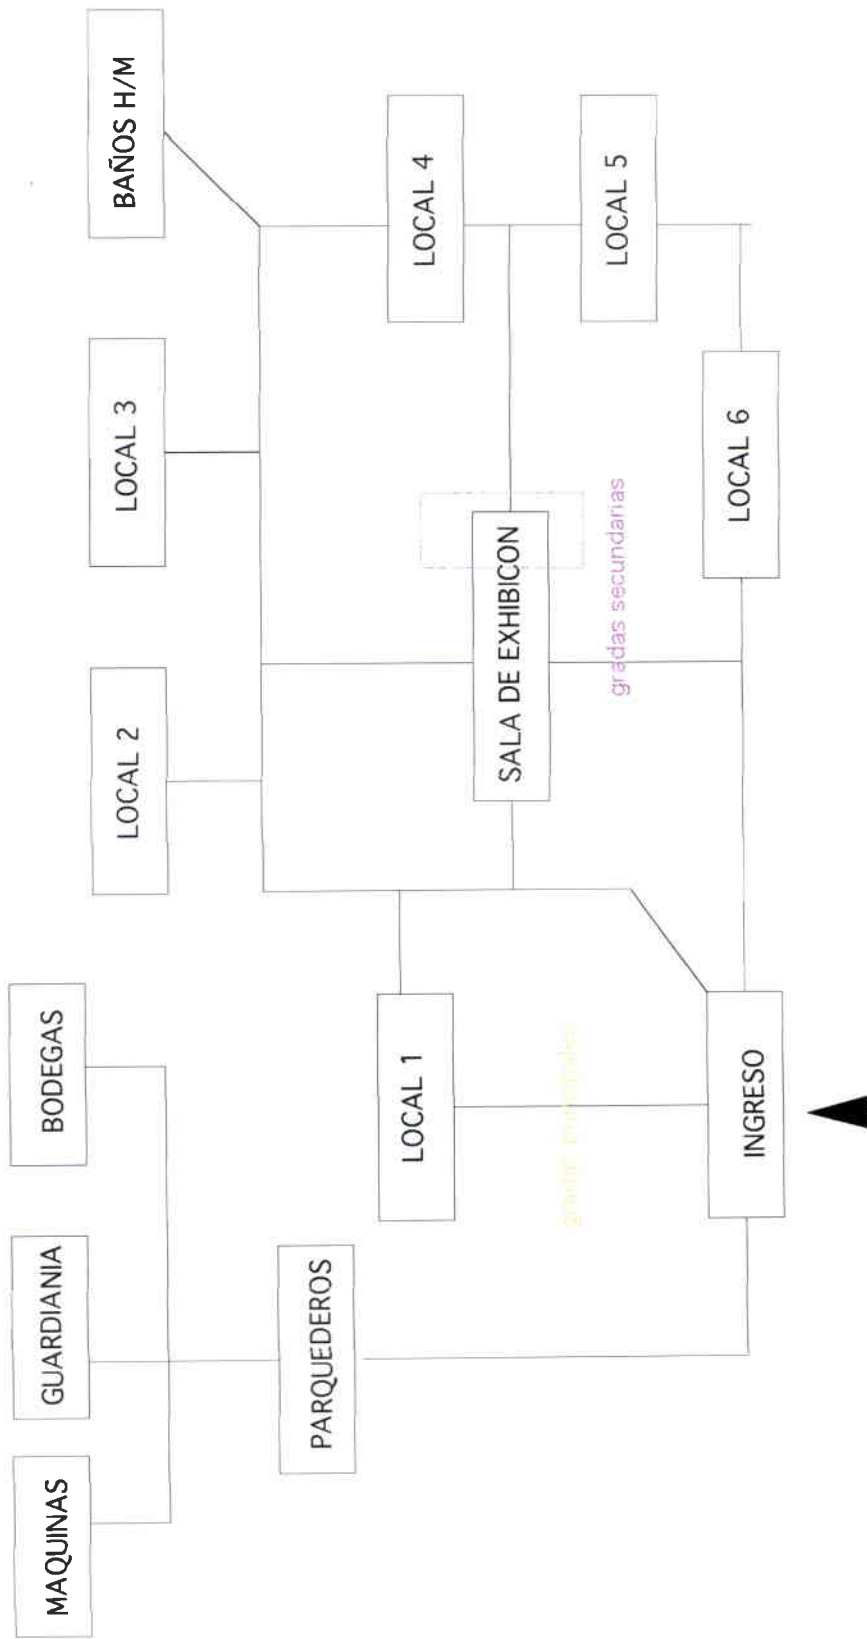 MAQUINAS
GUARDIANIA
BODEGAS
LOCAL 2
LOCAL 3
BAÑOS H/M
PARQUEDEROS
LOCAL 1
LOCAL 4
SALA DE EXHIBICON
gradas secundarias
LOCAL 5
INGRESO
LOCAL 6